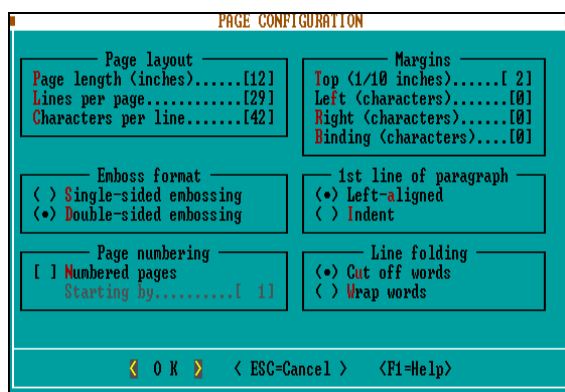 PAGE CONFIGURATION
Page layout
Page length (inches)......[12]
Lines per page............[29]
Characters per line.......[42]
Margins
Top (1/10 inches)......[ 2]
Left (characters).......[0]
Right (characters)......[0]
Binding (characters)....[0]
Emboss format
( ) Single-sided embossing
(•) Double-sided embossing
1st line of paragraph
(•) Left-aligned
( ) Indent
Page numbering
[ ] Numbered pages
Starting by..........[ 1]
Line folding
(•) Cut off words
( ) Wrap words
< O K > < ESC=Cancel > <F1=Help>